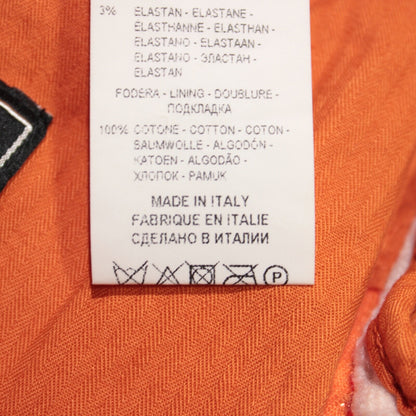 3% ELASTAN - ELASTANE -
ELASTHANNE - ELASTHAN -
ELASTANO - ELASTAAN -
ELASTANO - ЭЛАСТАН -
ELASTAN
FODERA - LINING - DOUBLURE -
ПОДКЛАДКА
100% COTONE - COTTON - COTON -
BAUMWOLLE - ALGODÓN -
KATOEN - ALGODÃO -
ХЛОПОК - PAMUK
MADE IN ITALY
FABRIQUE EN ITALIE
СДЕЛАНО В ИТАЛИИ
P